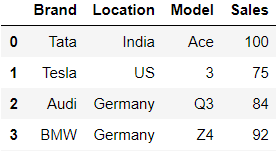 Brand Location Model Sales
0 Tata India Ace 100
1 Tesla US 3 75
2 Audi Germany Q3 84
3 BMW Germany Z4 92